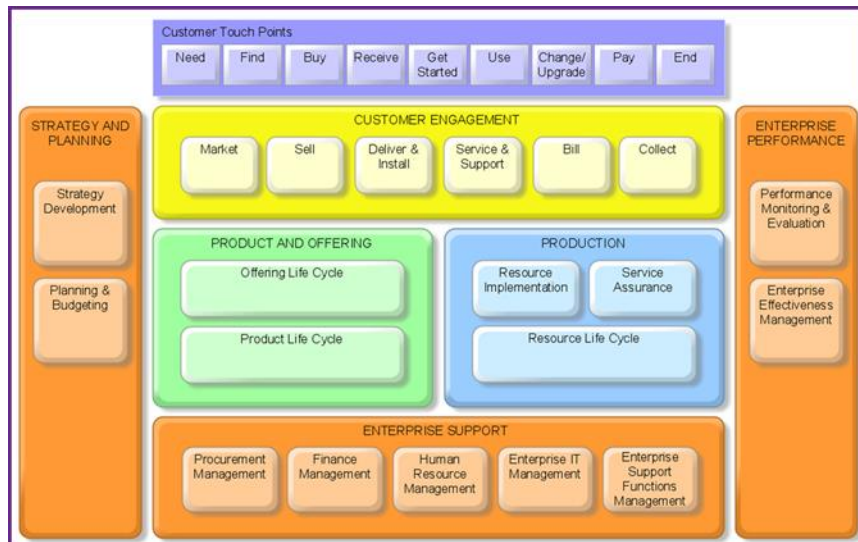 Customer Touch Points
Need
Find
Buy
Receive
Get
Started
Use
Change/
Upgrade
Pay
End
STRATEGY AND
PLANNING
Strategy
Development
Planning &
Budgeting
CUSTOMER ENGAGEMENT
Market
Sell
Deliver &
Install
Service &
Support
Bill
Collect
PRODUCT AND OFFERING
Offering Life Cycle
Product Life Cycle
PRODUCTION
Resource
Implementation
Service
Assurance
Resource Life Cycle
ENTERPRISE SUPPORT
Procurement
Management
Finance
Management
Human
Resource
Management
Enterprise IT
Management
Enterprise
Support
Functions
Management
ENTERPRISE
PERFORMANCE
Performance
Monitoring &
Evaluation
Enterprise
Effectiveness
Management